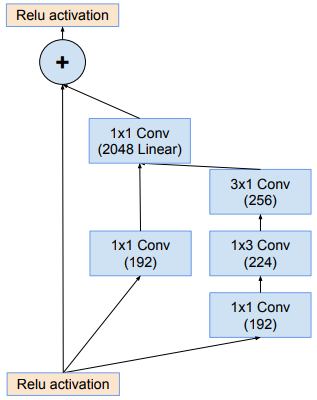 Relu activation
+
1x1 Conv
(2048 Linear)
3x1 Conv
(256)
1x1 Conv
(192)
1x3 Conv
(224)
1x1 Conv
(192)
Relu activation